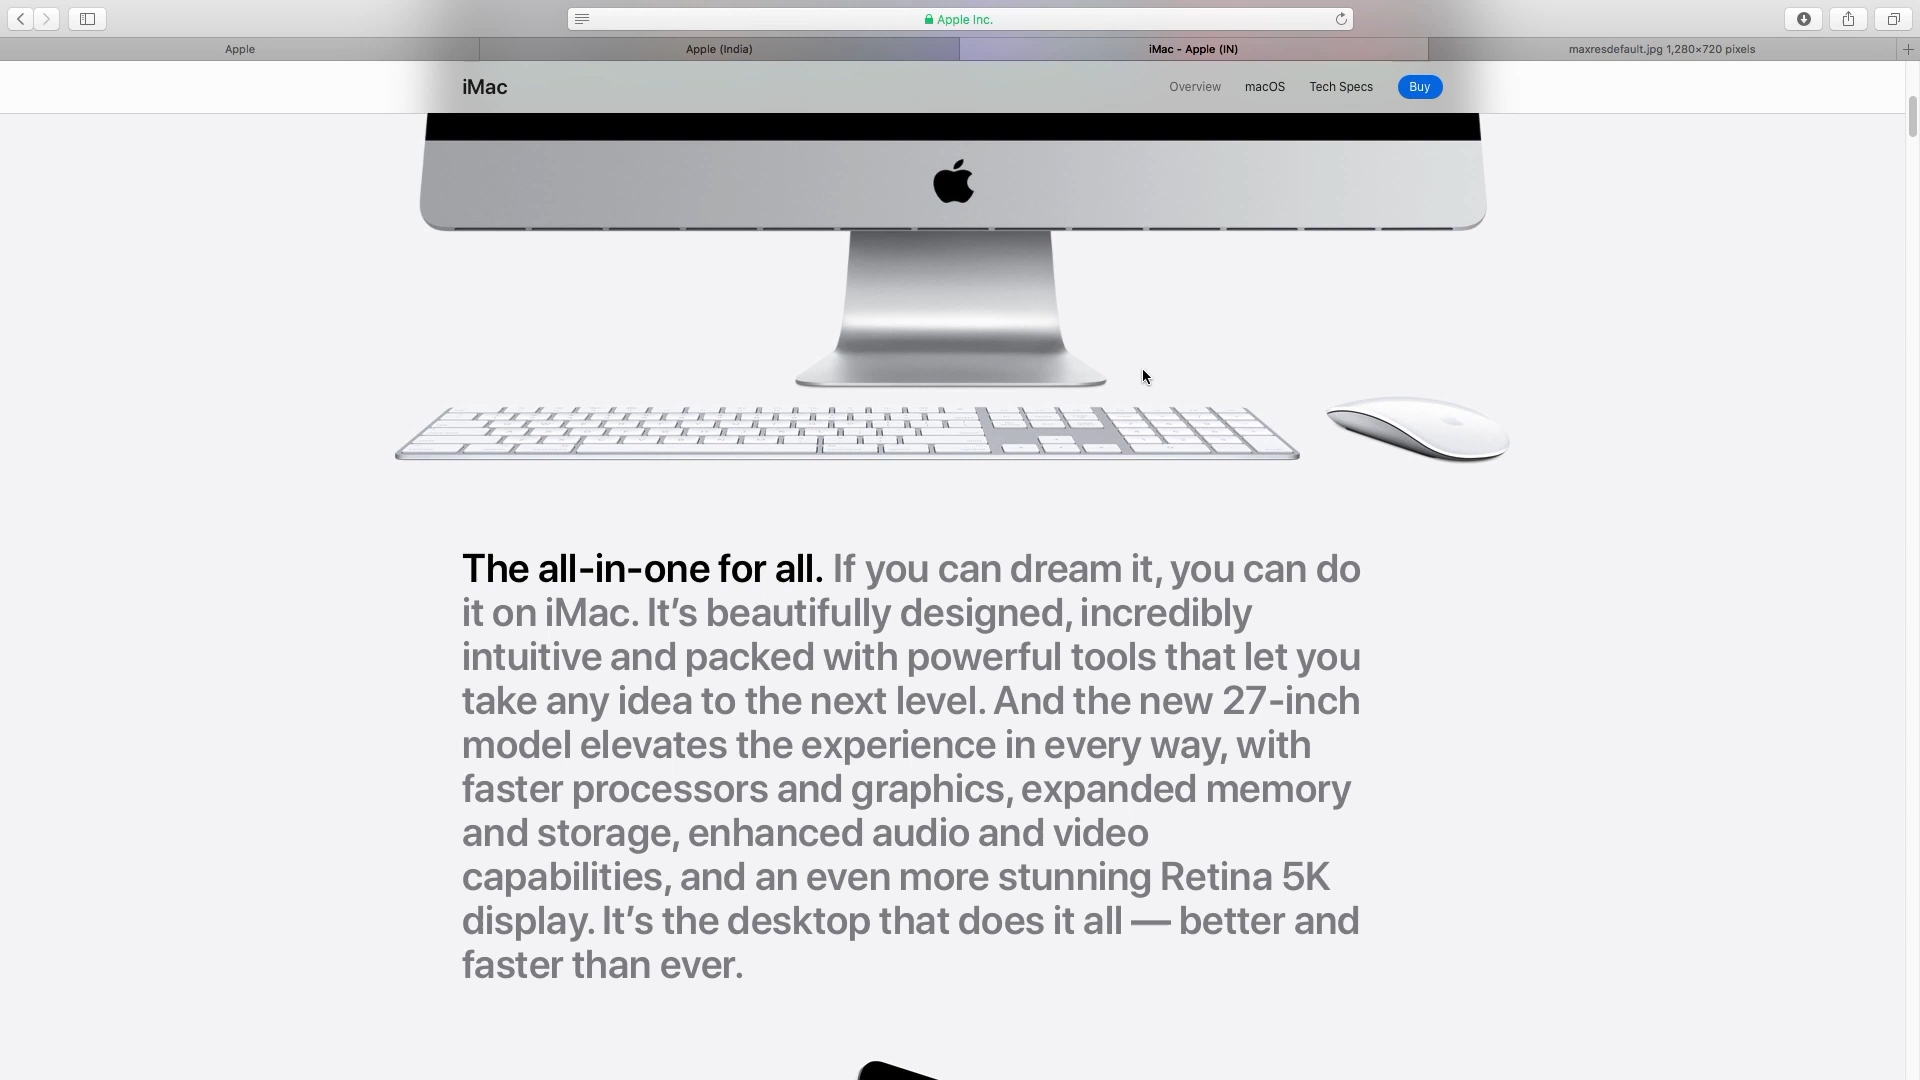 Apple Inc.
Apple
Apple (India)
iMac - Apple (IN)
maxresdefault.jpg 1,280×720 pixels
iMac
Overview
macOS
Tech Specs
Buy
The all-in-one for all. If you can dream it, you can do
it on iMac. It’s beautifully designed, incredibly
intuitive and packed with powerful tools that let you
take any idea to the next level. And the new 27-inch
model elevates the experience in every way, with
faster processors and graphics, expanded memory
and storage, enhanced audio and video
capabilities, and an even more stunning Retina 5K
display. It’s the desktop that does it all — better and
faster than ever.